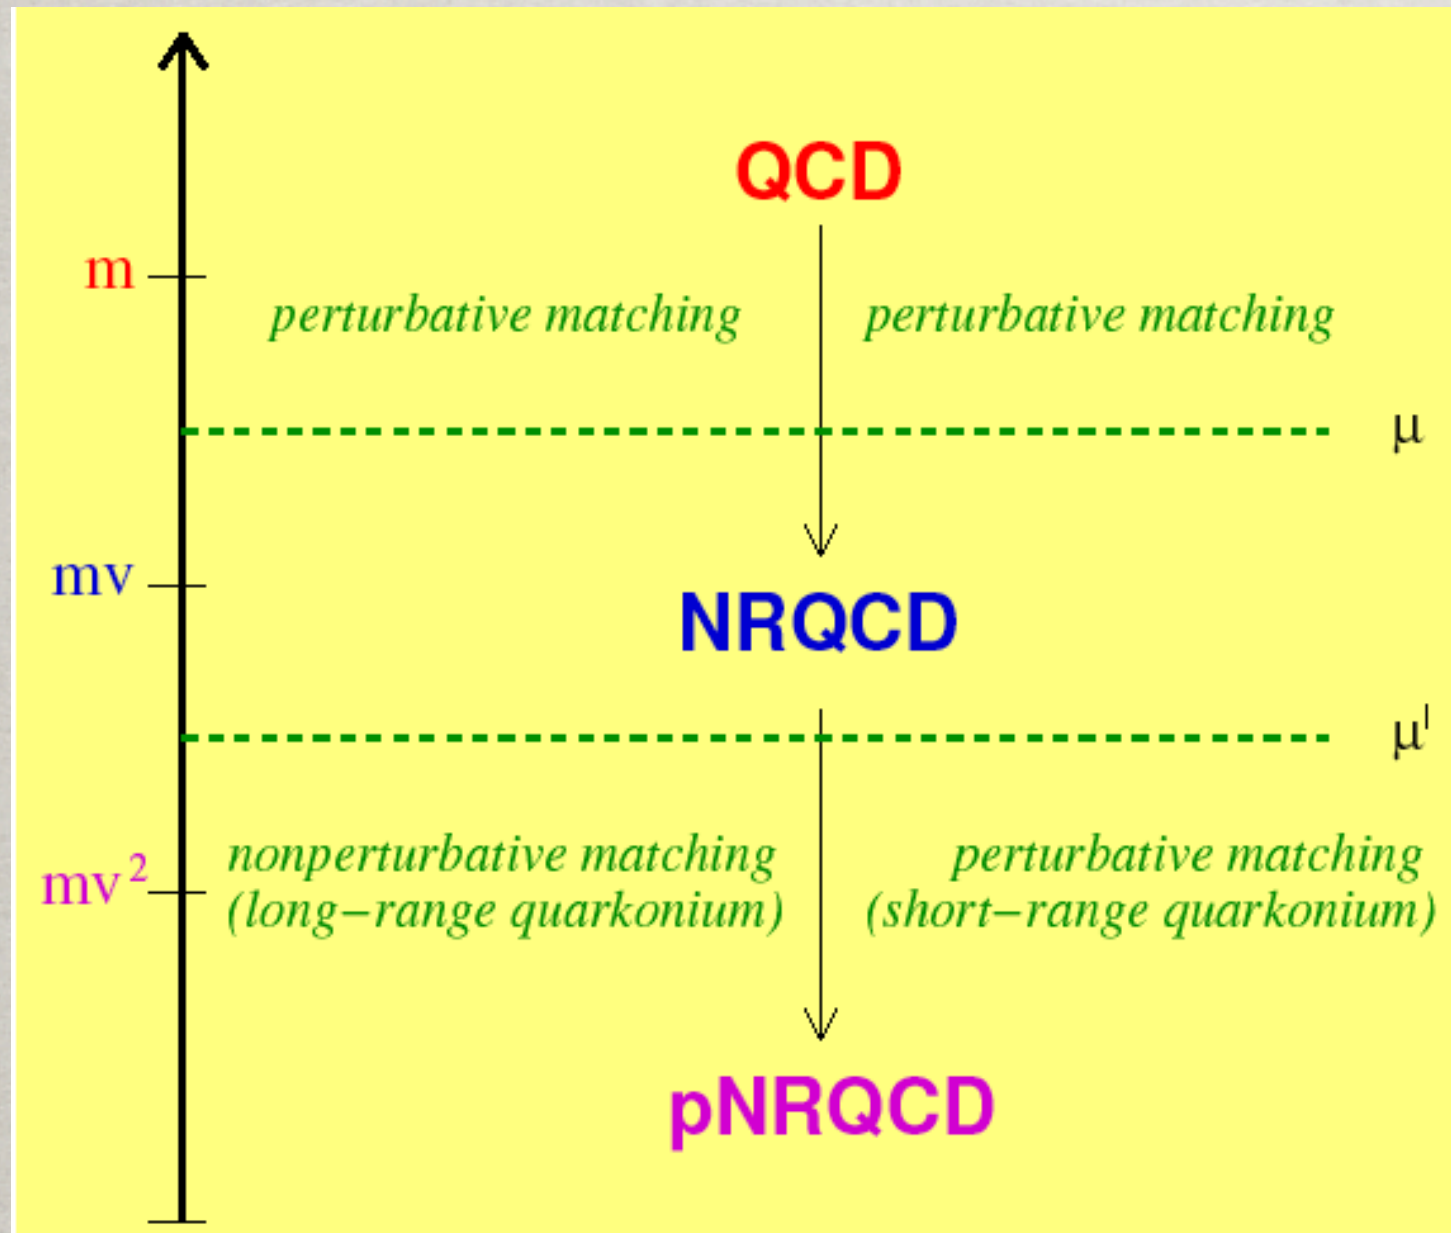 QCD
m
perturbative matching perturbative matching
μ
mv
NRQCD
μ'
mv²
nonperturbative matching perturbative matching
(long−range quarkonium) (short−range quarkonium)
pNRQCD